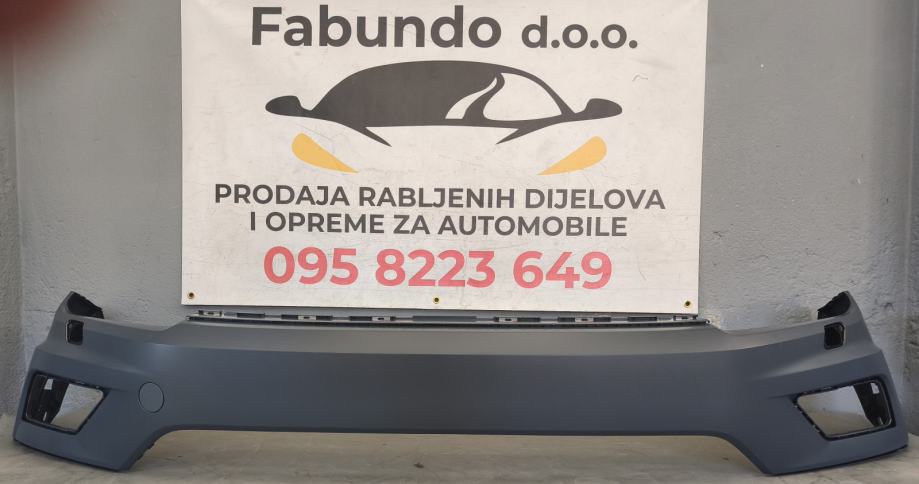 Fabundo d.o.o.
PRODAJA RABLJENIH DIJELOVA
I OPREME ZA AUTOMOBILE
095 8223 649